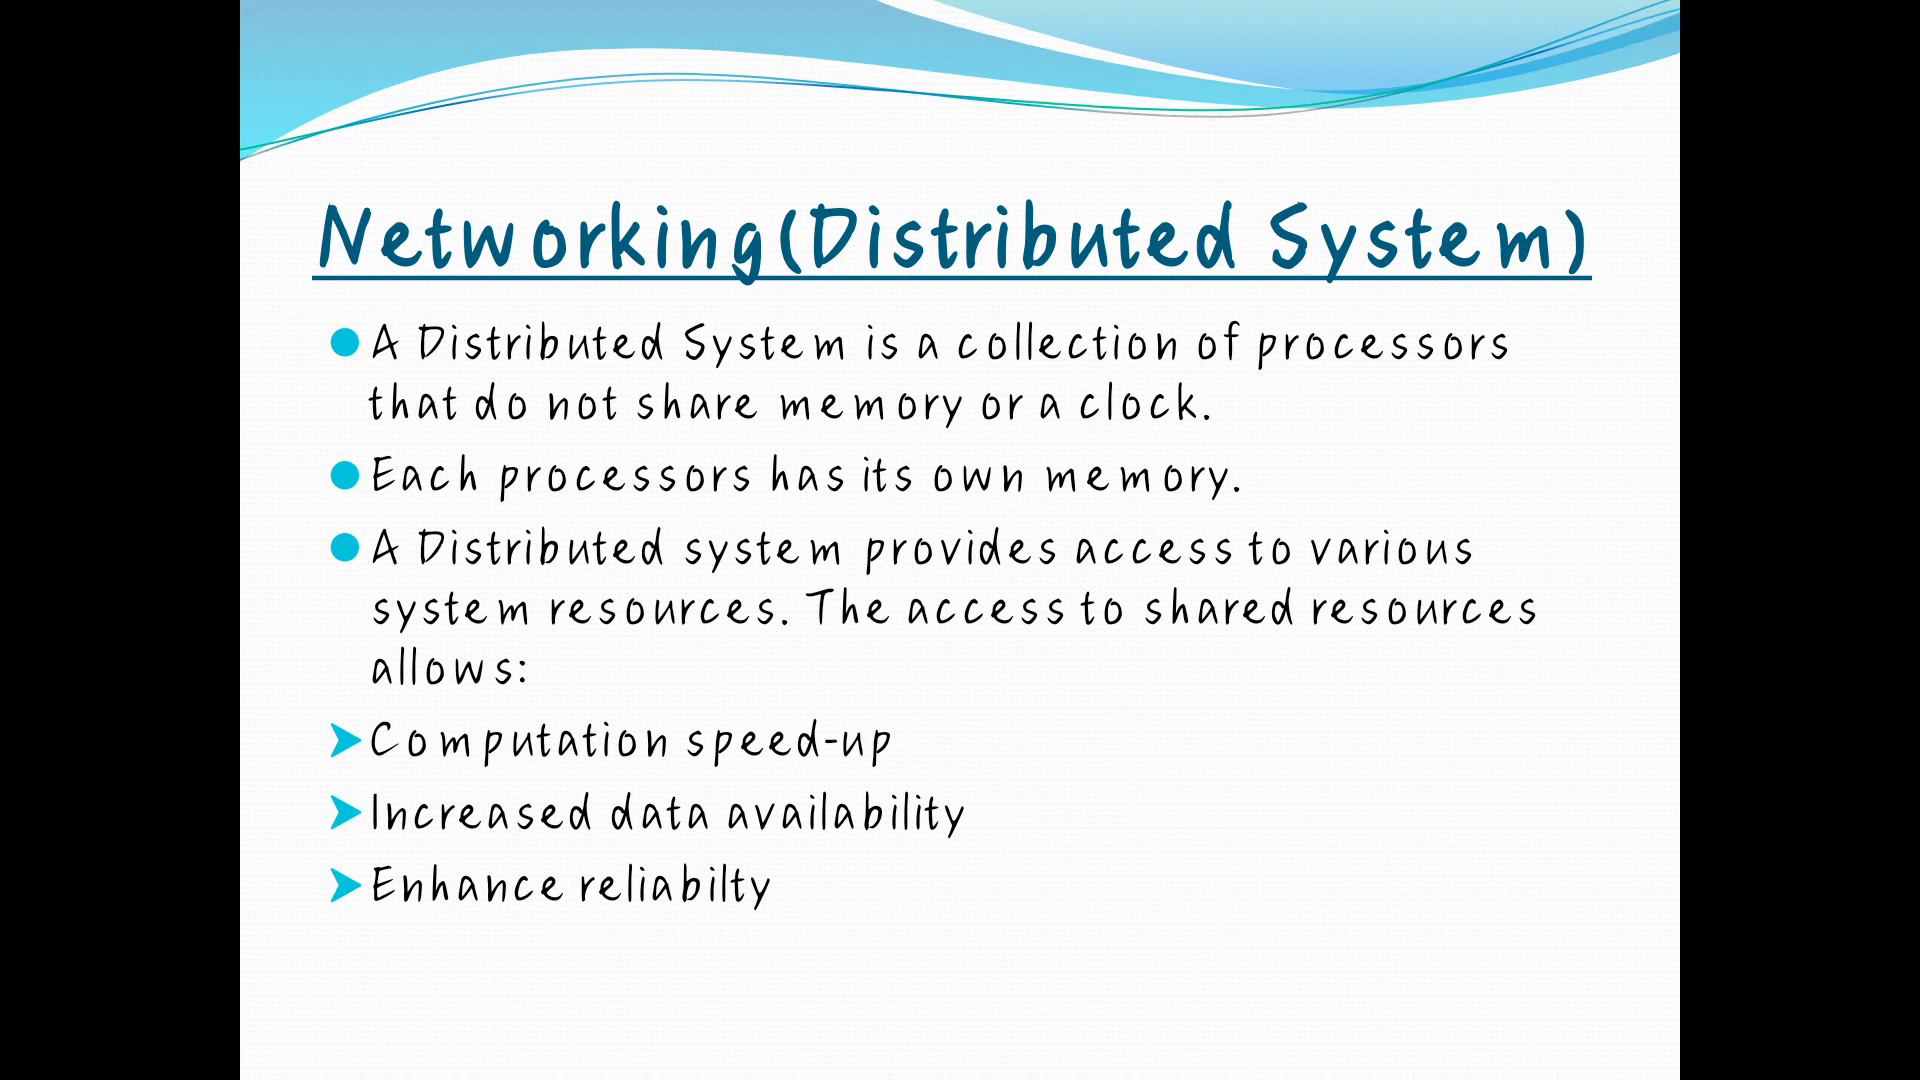 Networking(Distributed System)
A Distributed System is a collection of processors
that do not share memory or a clock.
Each processors has its own memory.
A Distributed system provides access to various
system resources. The access to shared resources
allows:
Computation speed-up
Increased data availability
Enhance reliabilty